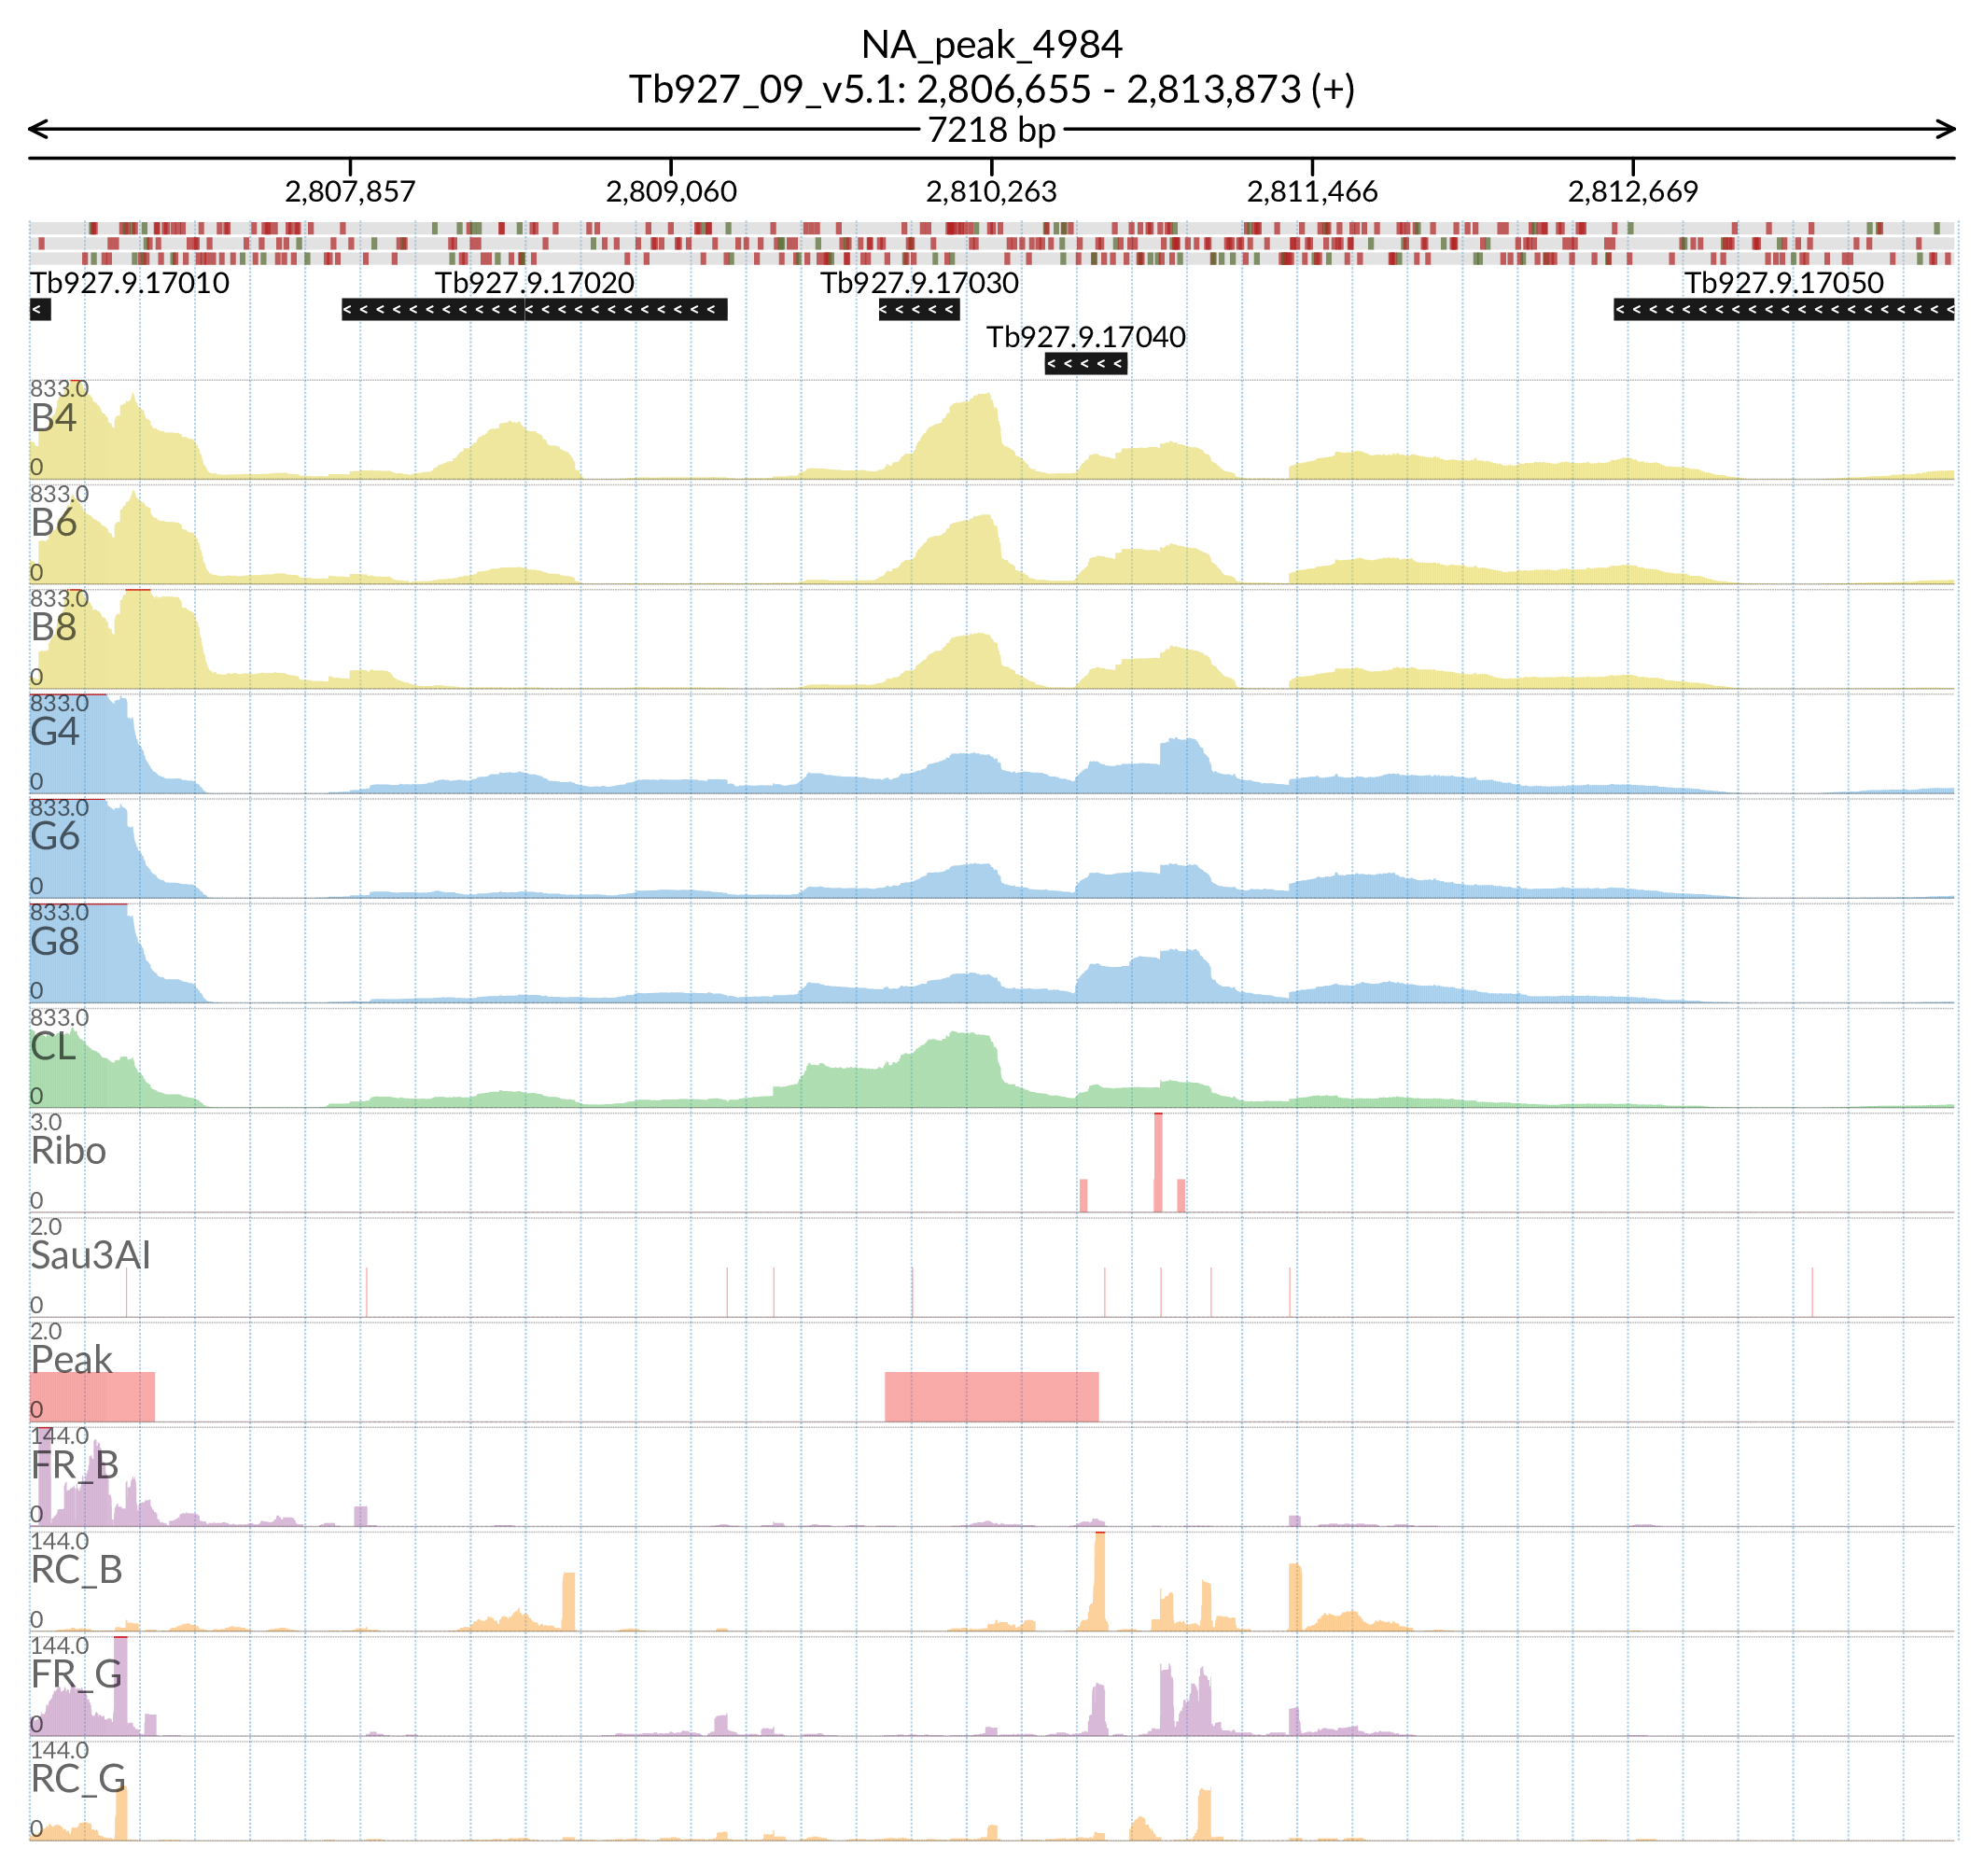 NA_peak_4984
Tb927_09_v5.1: 2,806,655 - 2,813,873 (+)
7218 bp
2,807,857 2,809,060 2,810,263 2,811,466 2,812,669
Tb927.9.17010 Tb927.9.17020 Tb927.9.17030 Tb927.9.17050
Tb927.9.17040
833.0
B4
0
833.0
B6
0
833.0
B8
0
833.0
G4
0
833.0
G6
0
833.0
G8
0
833.0
CL
0
3.0
Ribo
0
2.0
Sau3AI
0
2.0
Peak
0
144.0
FR_B
0
144.0
RC_B
0
144.0
FR_G
0
144.0
RC_G
0